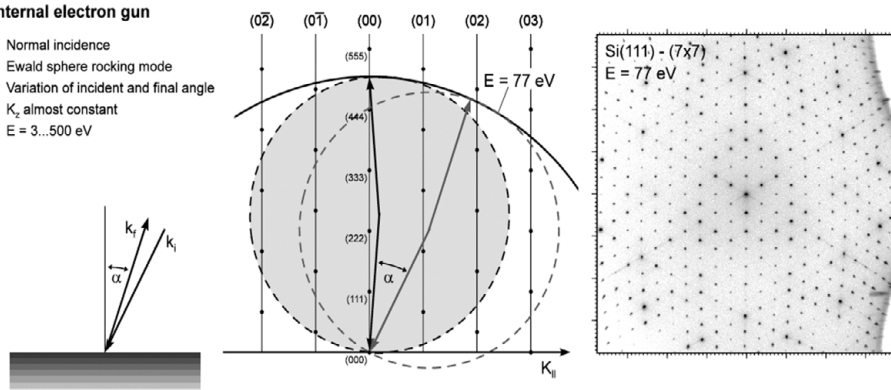 nternal electron gun
Normal incidence
Ewald sphere rocking mode
Variation of incident and final angle
Kz almost constant
E = 3...500 eV
kf
ki
α
(02̅) (01̅) (00) (01) (02) (03)
(555)
E = 77 eV
(444)
(333)
(222)
α
(111)
(000)
K||
Si(111) - (7x7)
E = 77 eV